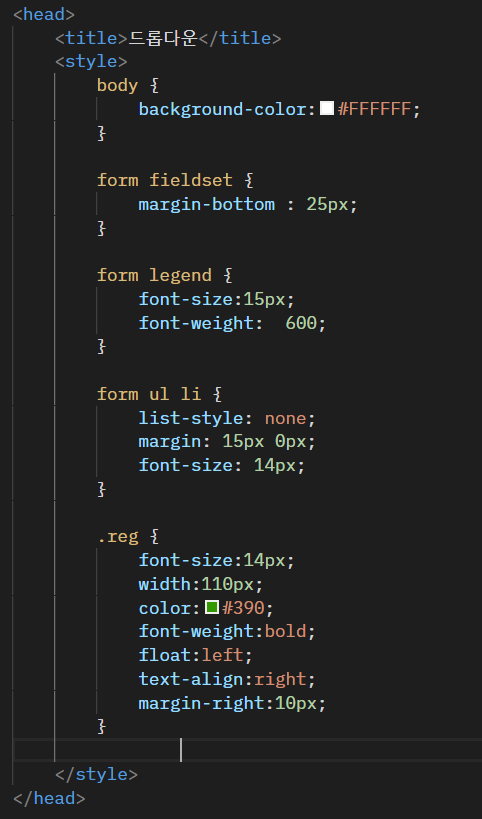 <head>
    <title>드롭다운</title>
    <style>
        body {
            background-color:#FFFFFF;
        }

        form fieldset {
            margin-bottom : 25px;
        }

        form legend {
            font-size:15px;
            font-weight:  600;
        }

        form ul li {
            list-style: none;
            margin: 15px 0px;
            font-size: 14px;
        }

        .reg {
            font-size:14px;
            width:110px;
            color:#390;
            font-weight:bold;
            float:left;
            text-align:right;
            margin-right:10px;
        }

    </style>
</head>